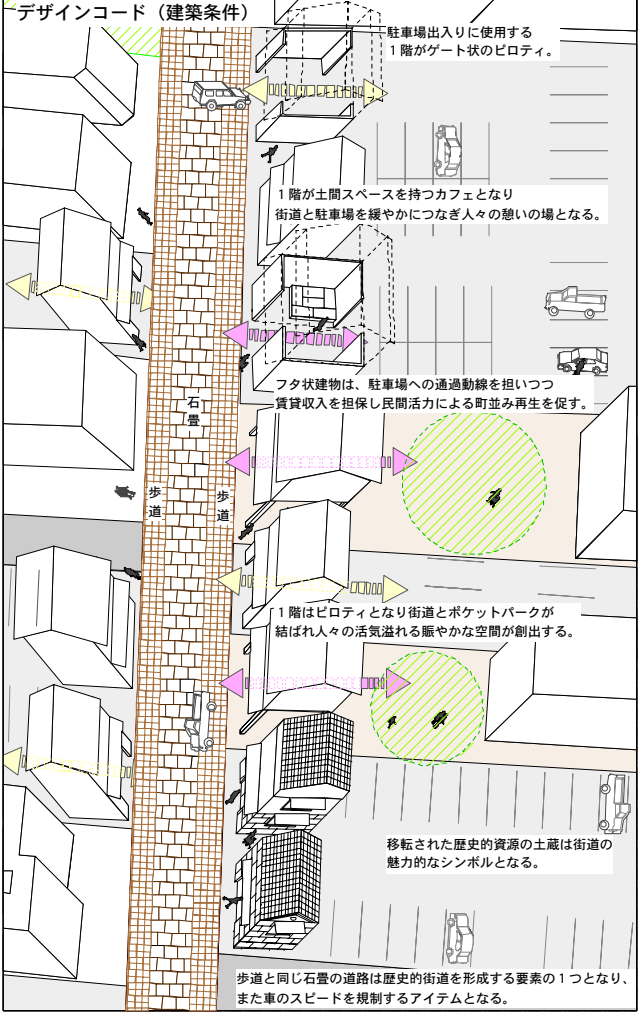 デザインコード（建築条件）
駐車場出入りに使用する
１階がゲート状のピロティ。
１階が土間スペースを持つカフェとなり
街道と駐車場を緩やかにつなぎ人々の憩いの場となる。
フタ状建物は、駐車場への通過動線を担いつつ
賃貸収入を担保し民間活力による町並み再生を促す。
石畳
歩道
歩道
１階はピロティとなり街道とポケットパークが
結ばれ人々の活気溢れる賑やかな空間が創出する。
移転された歴史的資源の土蔵は街道の
魅力的なシンボルとなる。
歩道と同じ石畳の道路は歴史的街道を形成する要素の１つとなり、
また車のスピードを規制するアイテムとなる。